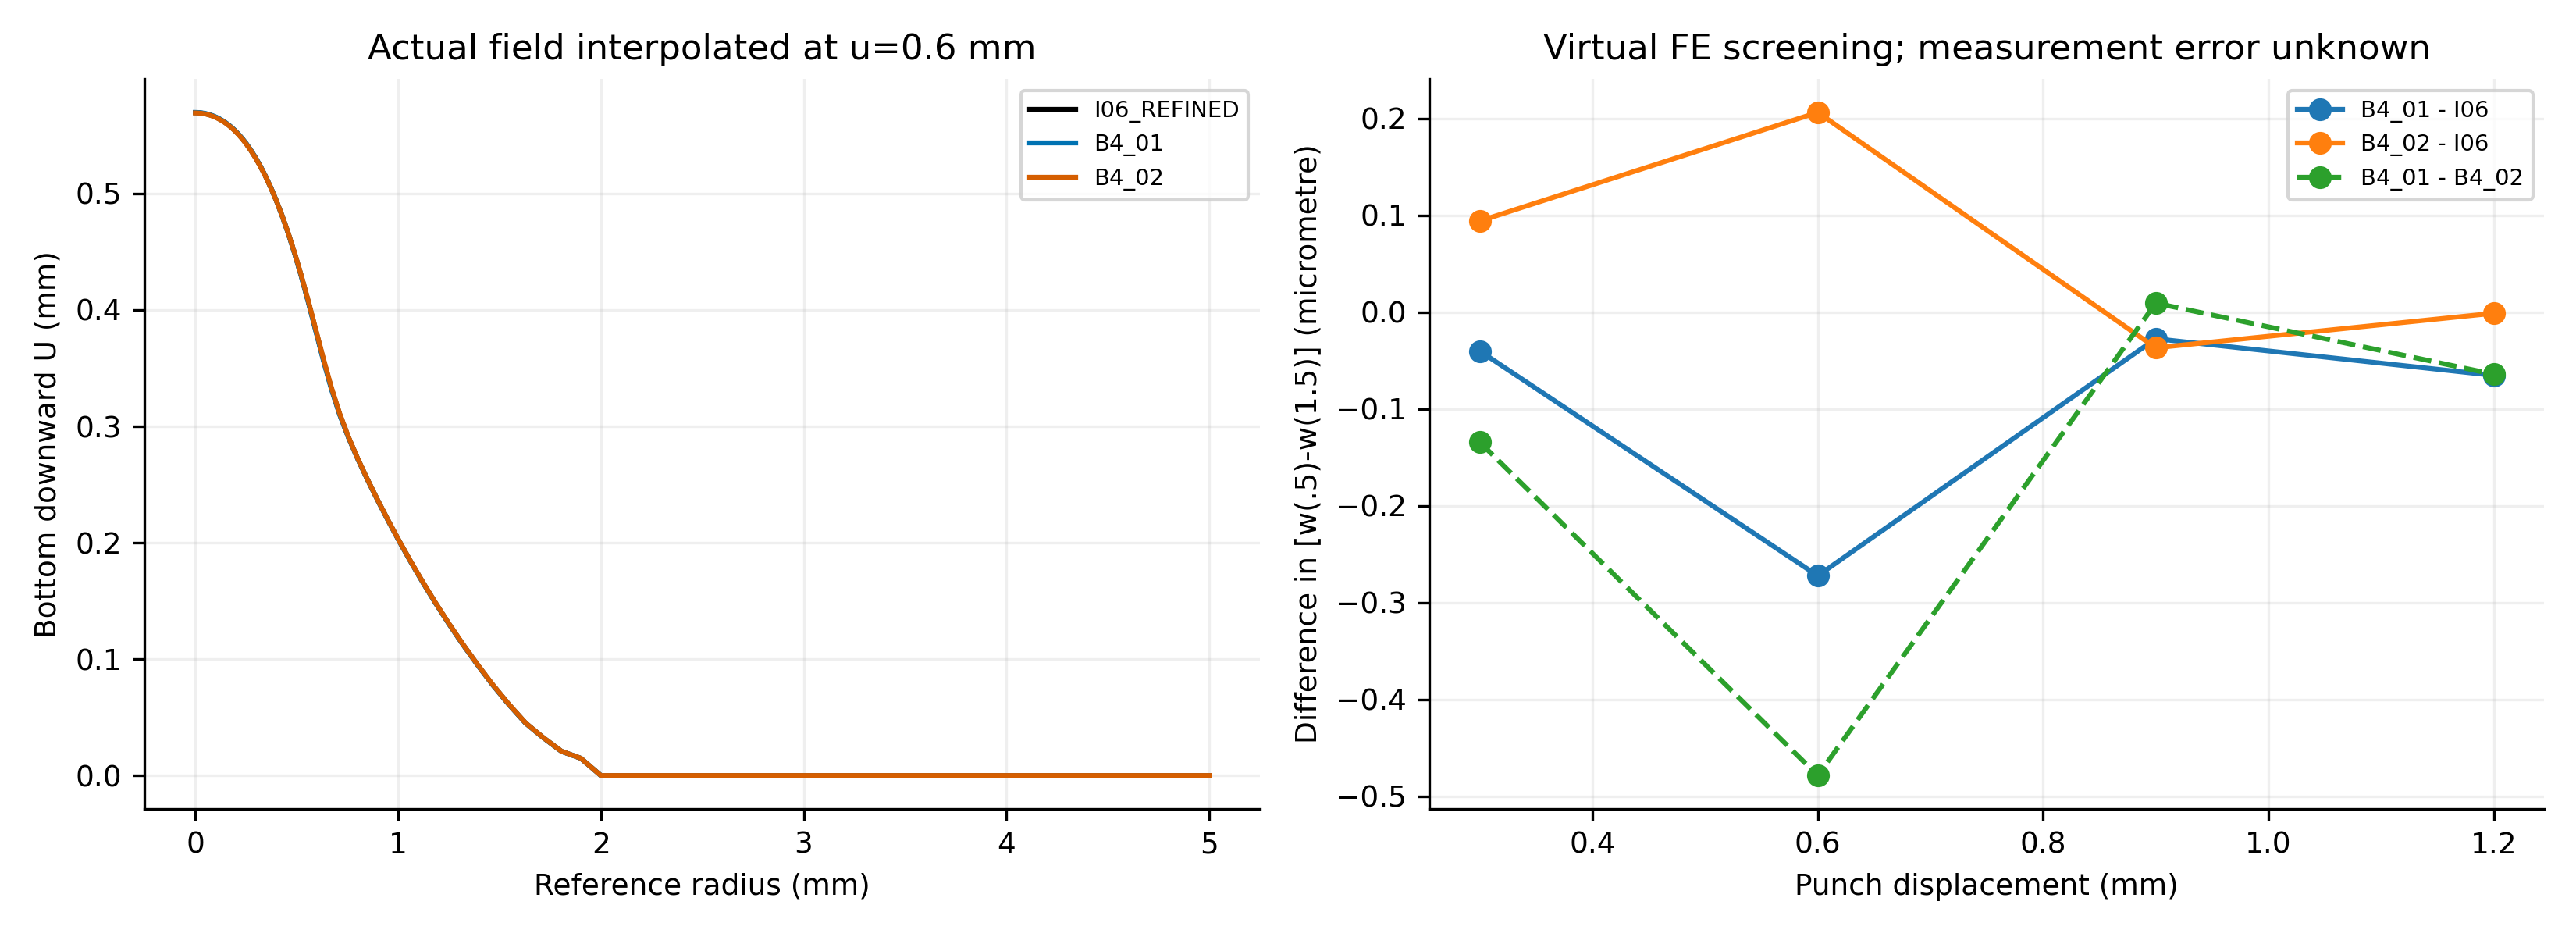 Actual field interpolated at u=0.6 mm
I06_REFINED
B4_01
B4_02
Bottom downward U (mm)
0.5
0.4
0.3
0.2
0.1
0.0
0 1 2 3 4 5
Reference radius (mm)
Virtual FE screening; measurement error unknown
B4_01 - I06
B4_02 - I06
B4_01 - B4_02
Difference in [w(.5)-w(1.5)] (micrometre)
0.2
0.1
0.0
−0.1
−0.2
−0.3
−0.4
−0.5
0.4 0.6 0.8 1.0 1.2
Punch displacement (mm)